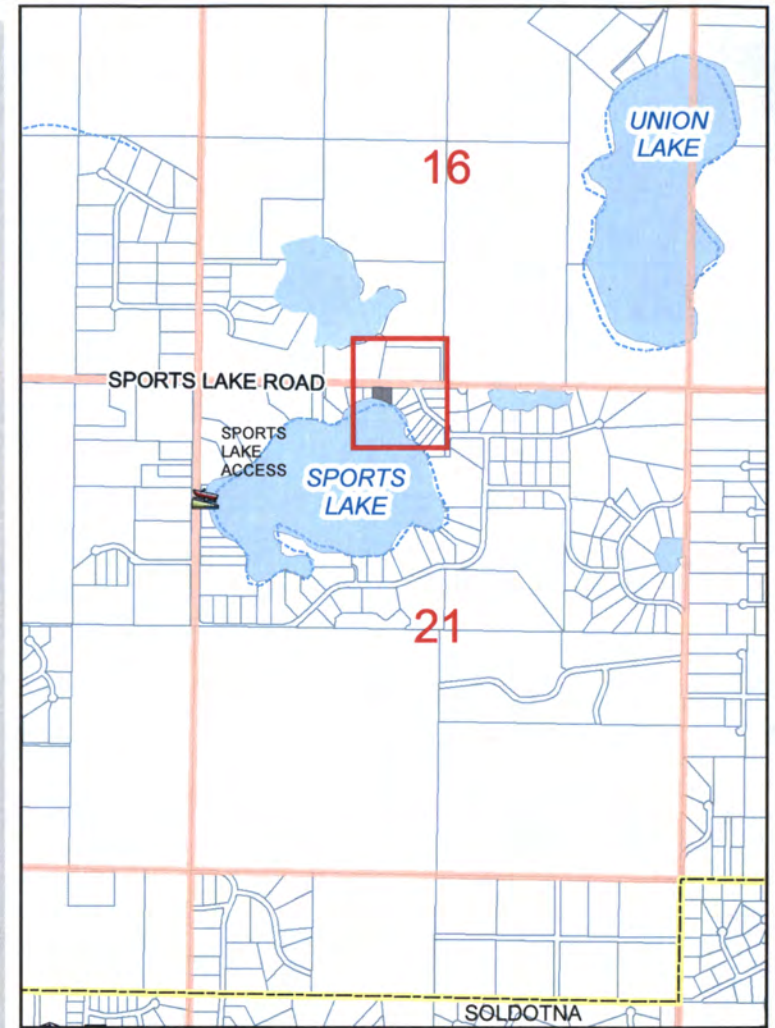 UNION
LAKE
16
SPORTS LAKE ROAD
SPORTS
LAKE
ACCESS
SPORTS
LAKE
21
SOLDOTNA